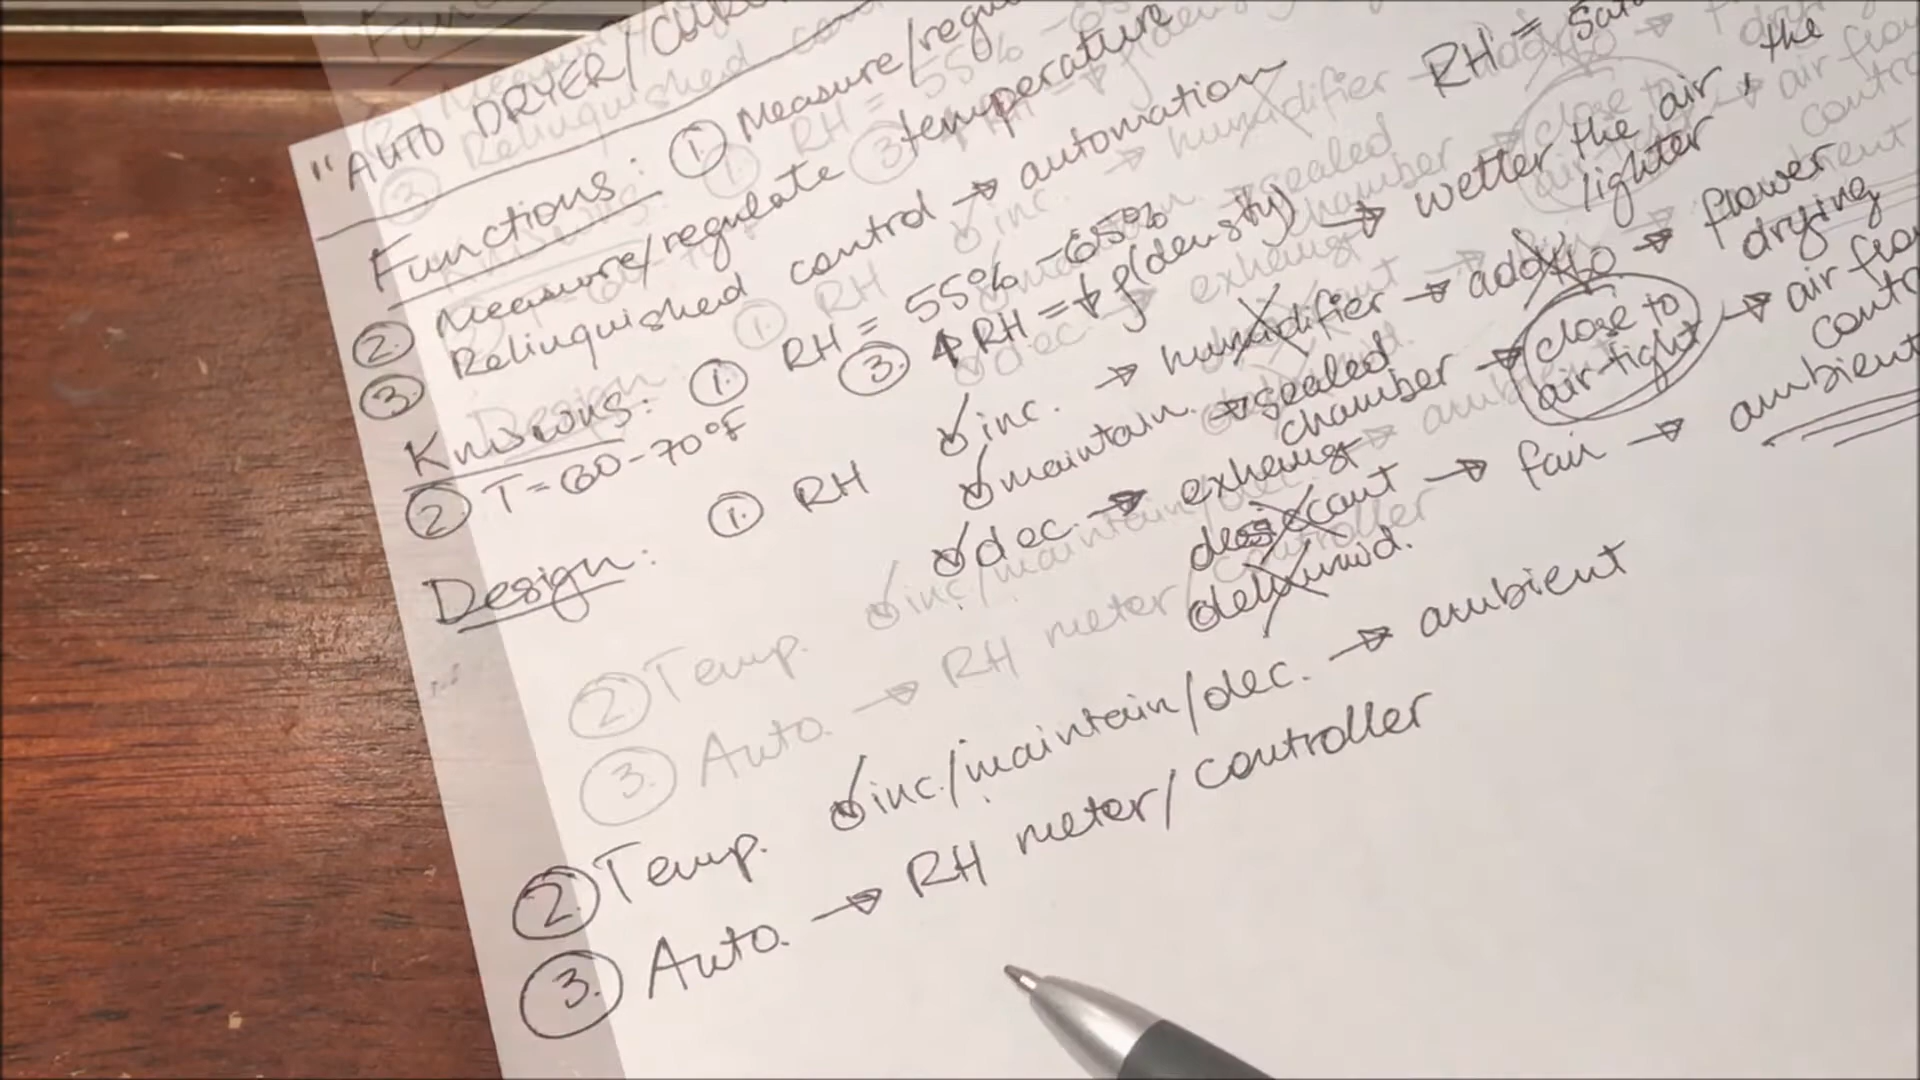 "AUTO DRYER/
Functions: ① Measure/
② Measure/regulate temperature
③ Relinquished control → automation
Knowns: ① RH = 55% - 65% RH =
② T = 60-70°F ③ ↑ RH = ↓ ρ(density) → wetter the air, the
lighter
Design: ① RH inc. → humidifier → add H2O → flower
drying
maintain → sealed
chamber → close to
air-tight → air
dec. → exhaust
desiccant → fan → ambient
dehumid.
② Temp. inc./maintain/dec. → ambient
③ Auto. → RH meter/controller